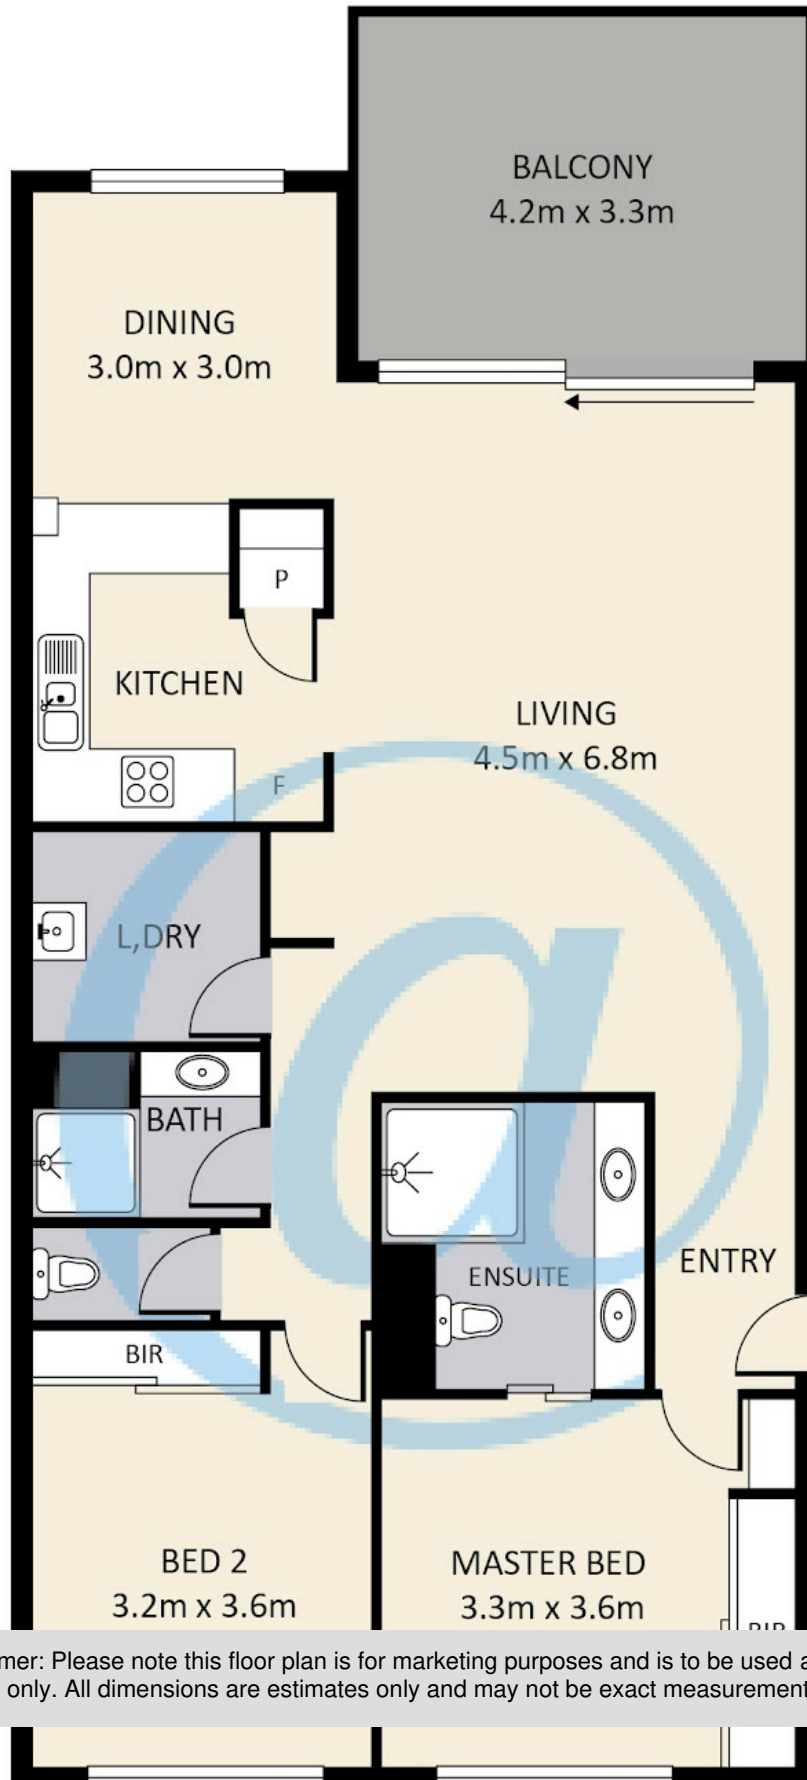 BALCONY
4.2m x 3.3m
DINING
3.0m x 3.0m
P
KITCHEN
LIVING
4.5m x 6.8m
F
L,DRY
BATH
ENSUITE
ENTRY
BIR
BED 2
3.2m x 3.6m
MASTER BED
3.3m x 3.6m
BIR
mer: Please note this floor plan is for marketing purposes and is to be used a
only. All dimensions are estimates only and may not be exact measurement